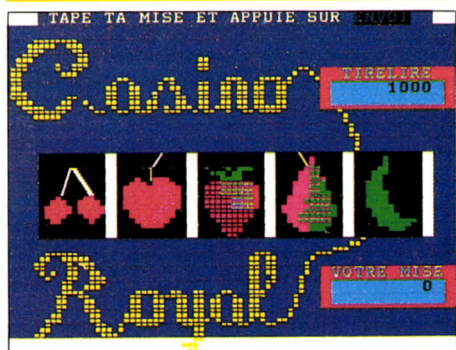 TAPE TA MISE ET APPUIE SUR ENVOI
Casino
TIRELIRE
1000
Royal
VOTRE MISE
0